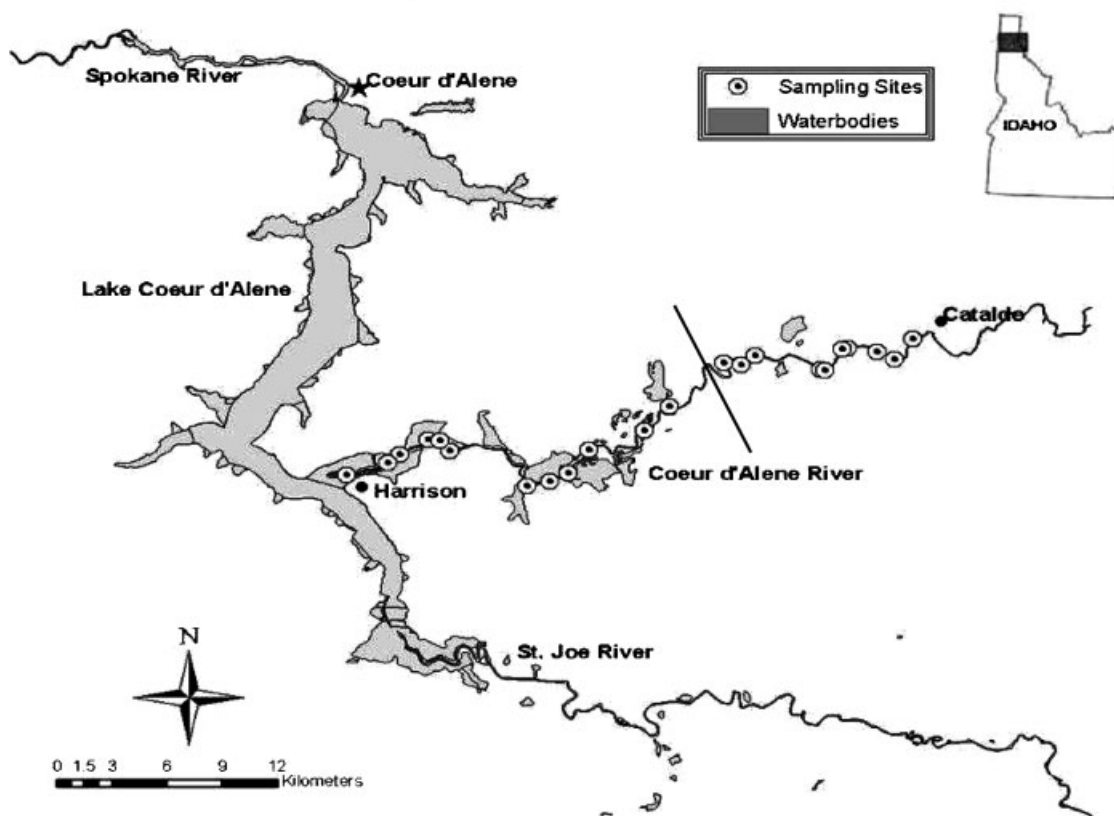 Spokane River
Coeur d'Alene
Sampling Sites
Waterbodies
IDAHO
Lake Coeur d'Alene
Catalde
Harrison
Coeur d'Alene River
St. Joe River
N
0 1.5 3 6 9 12
Kilometers